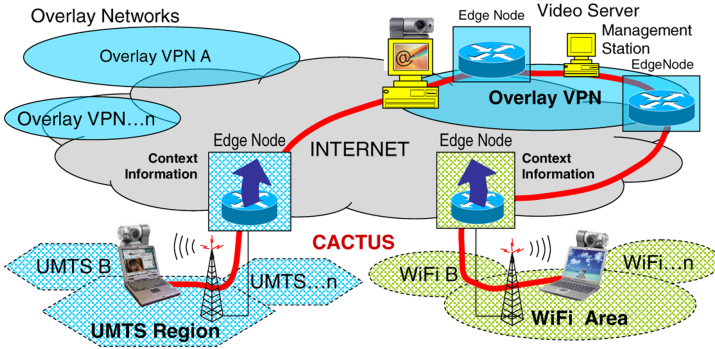 Overlay Networks
Edge Node
Video Server
Management
Station
Overlay VPN A
@
EdgeNode
Overlay VPN
Overlay VPN…n
Edge Node
INTERNET
Edge Node
Context
Information
Context
Information
CACTUS
UMTS B
UMTS…n
WiFi B
WiFi…n
UMTS Region
WiFi Area